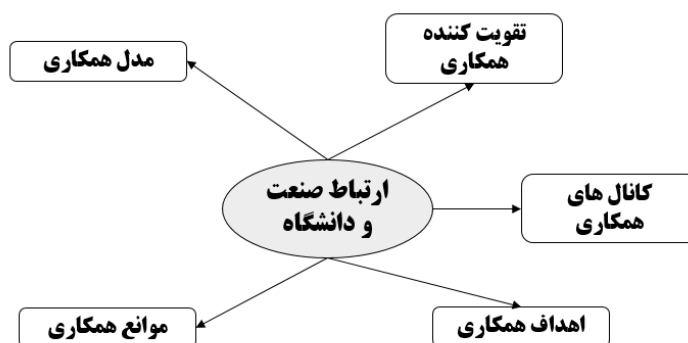 تقویت کننده
همکاری
مدل همکاری
ارتباط صنعت
و دانشگاه
کانال های
همکاری
اهداف همکاری
موانع همکاری